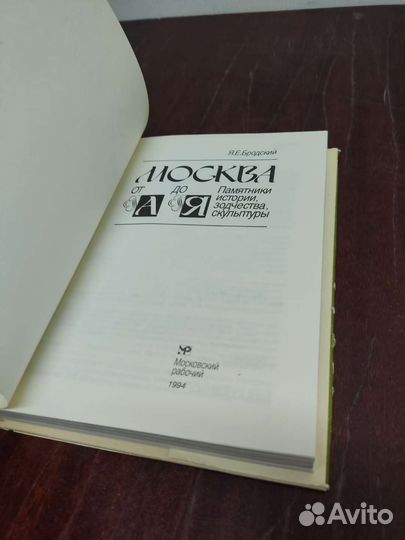 Я.Е.Бродский
МОСКВА
ОТ ДО
А Я
Памятники
истории,
зодчества,
скульптуры
МР
Московский
рабочий
1994
Avito